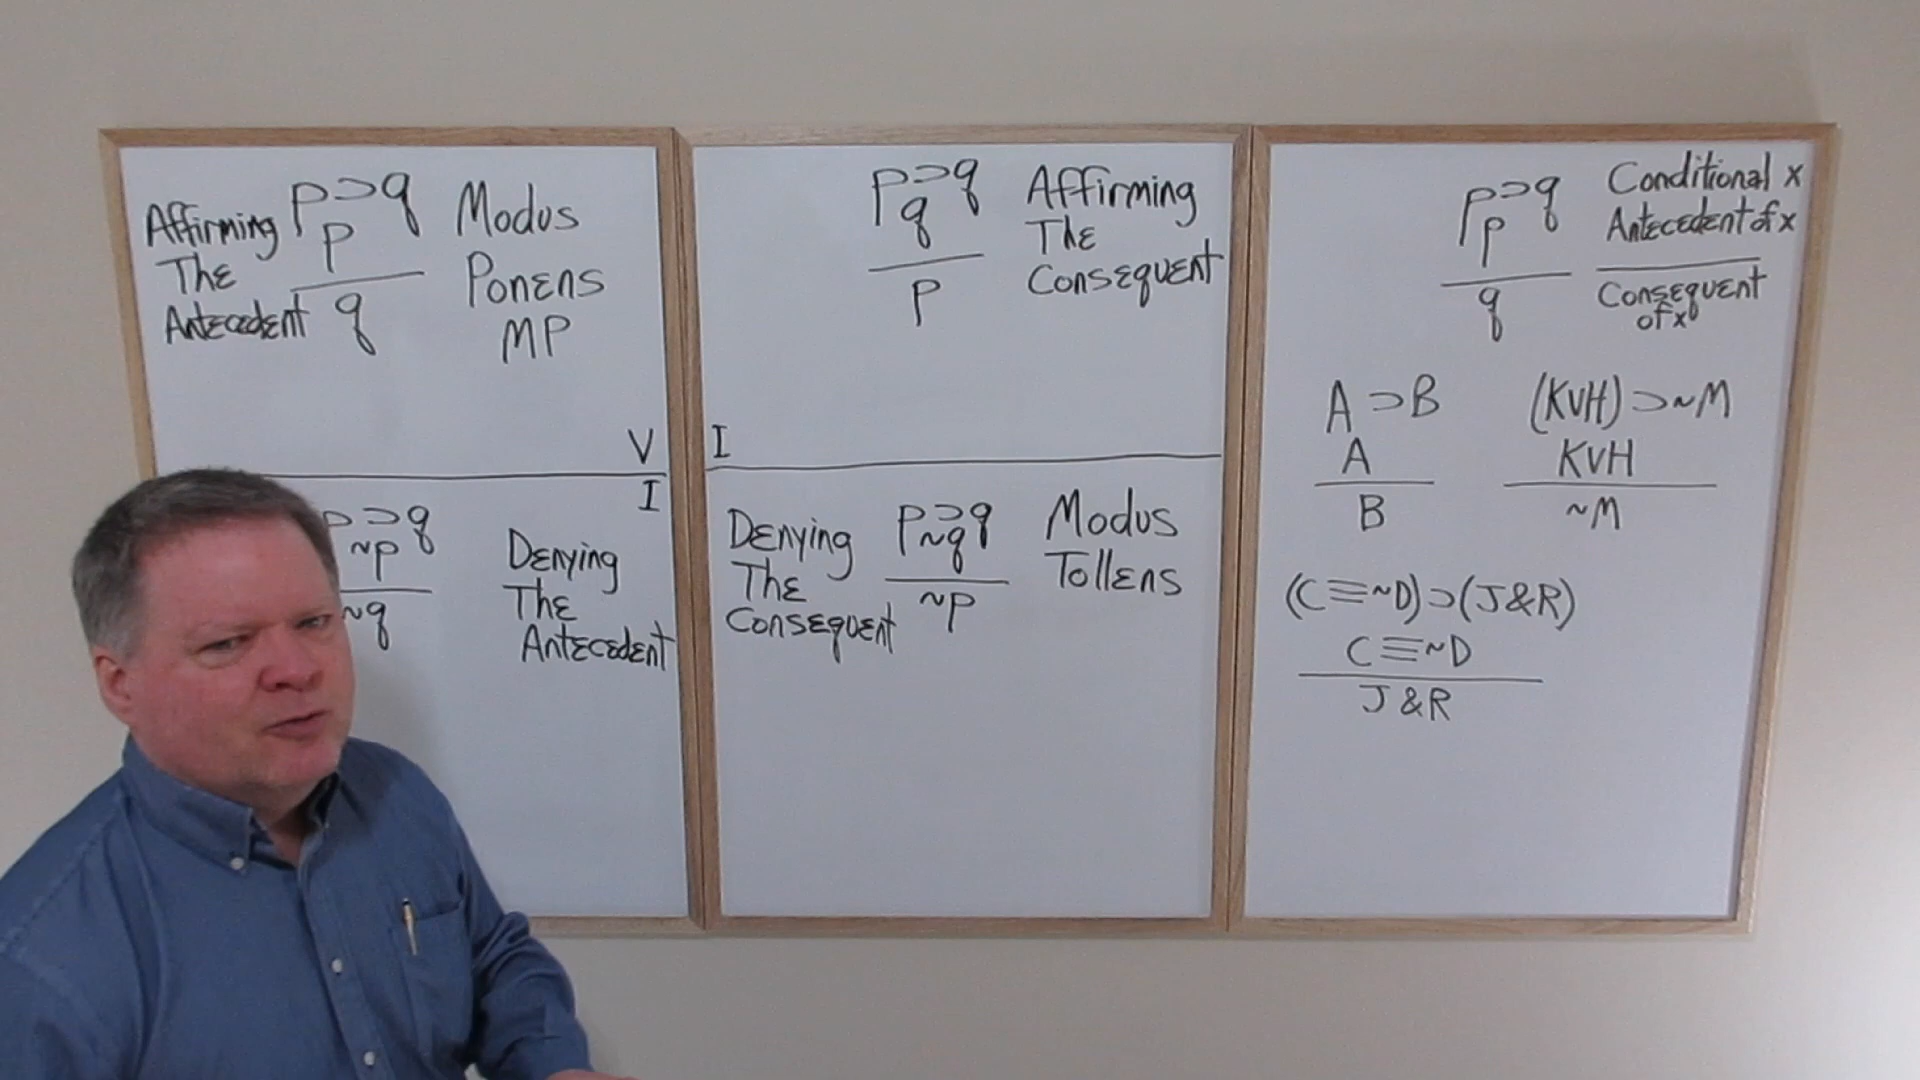 Affirming
The
Antecedent
p⊃q
p
q
Modus
Ponens
MP
V
I
p⊃q
~p
~q
Denying
The
Antecedent
p⊃q
q
p
Affirming
The
Consequent
I
Denying
The
Consequent
p⊃q
~q
~p
Modus
Tollens
p⊃q
p
q
Conditional x
Antecedent of x
Consequent
of x
A⊃B
A
B
(KvH)⊃~M
KvH
~M
(C≡~D)⊃(J&R)
C≡~D
J&R